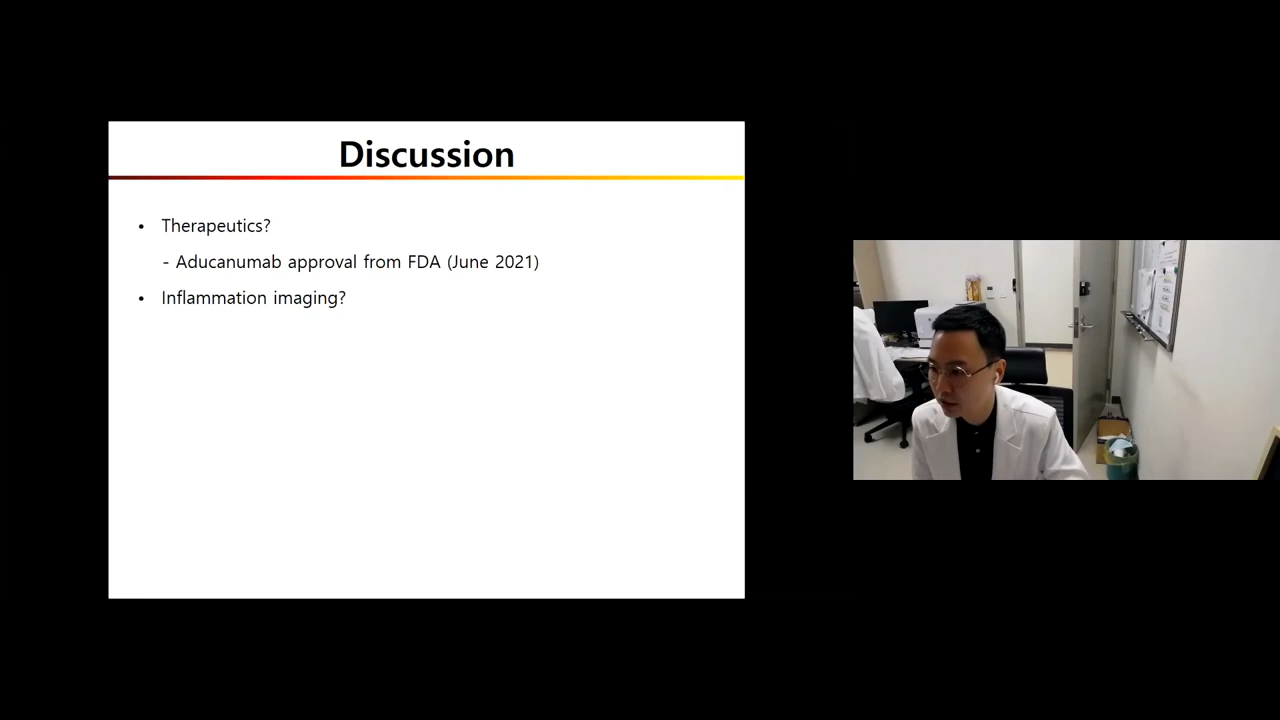 Discussion
• Therapeutics?
- Aducanumab approval from FDA (June 2021)
• Inflammation imaging?